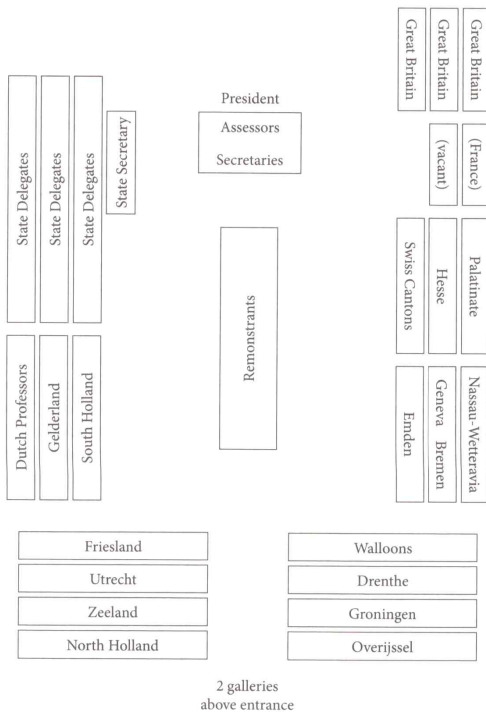 Great Britain
Great Britain
Great Britain
President
Assessors
Secretaries
State Delegates
State Delegates
State Delegates
State Secretary
(vacant)
(France)
Remonstrants
Swiss Cantons
Hesse
Palatinate
Dutch Professors
Gelderland
South Holland
Emden
Geneva Bremen
Nassau-Wetteravia
Friesland
Utrecht
Zeeland
North Holland
Walloons
Drenthe
Groningen
Overijssel
2 galleries
above entrance